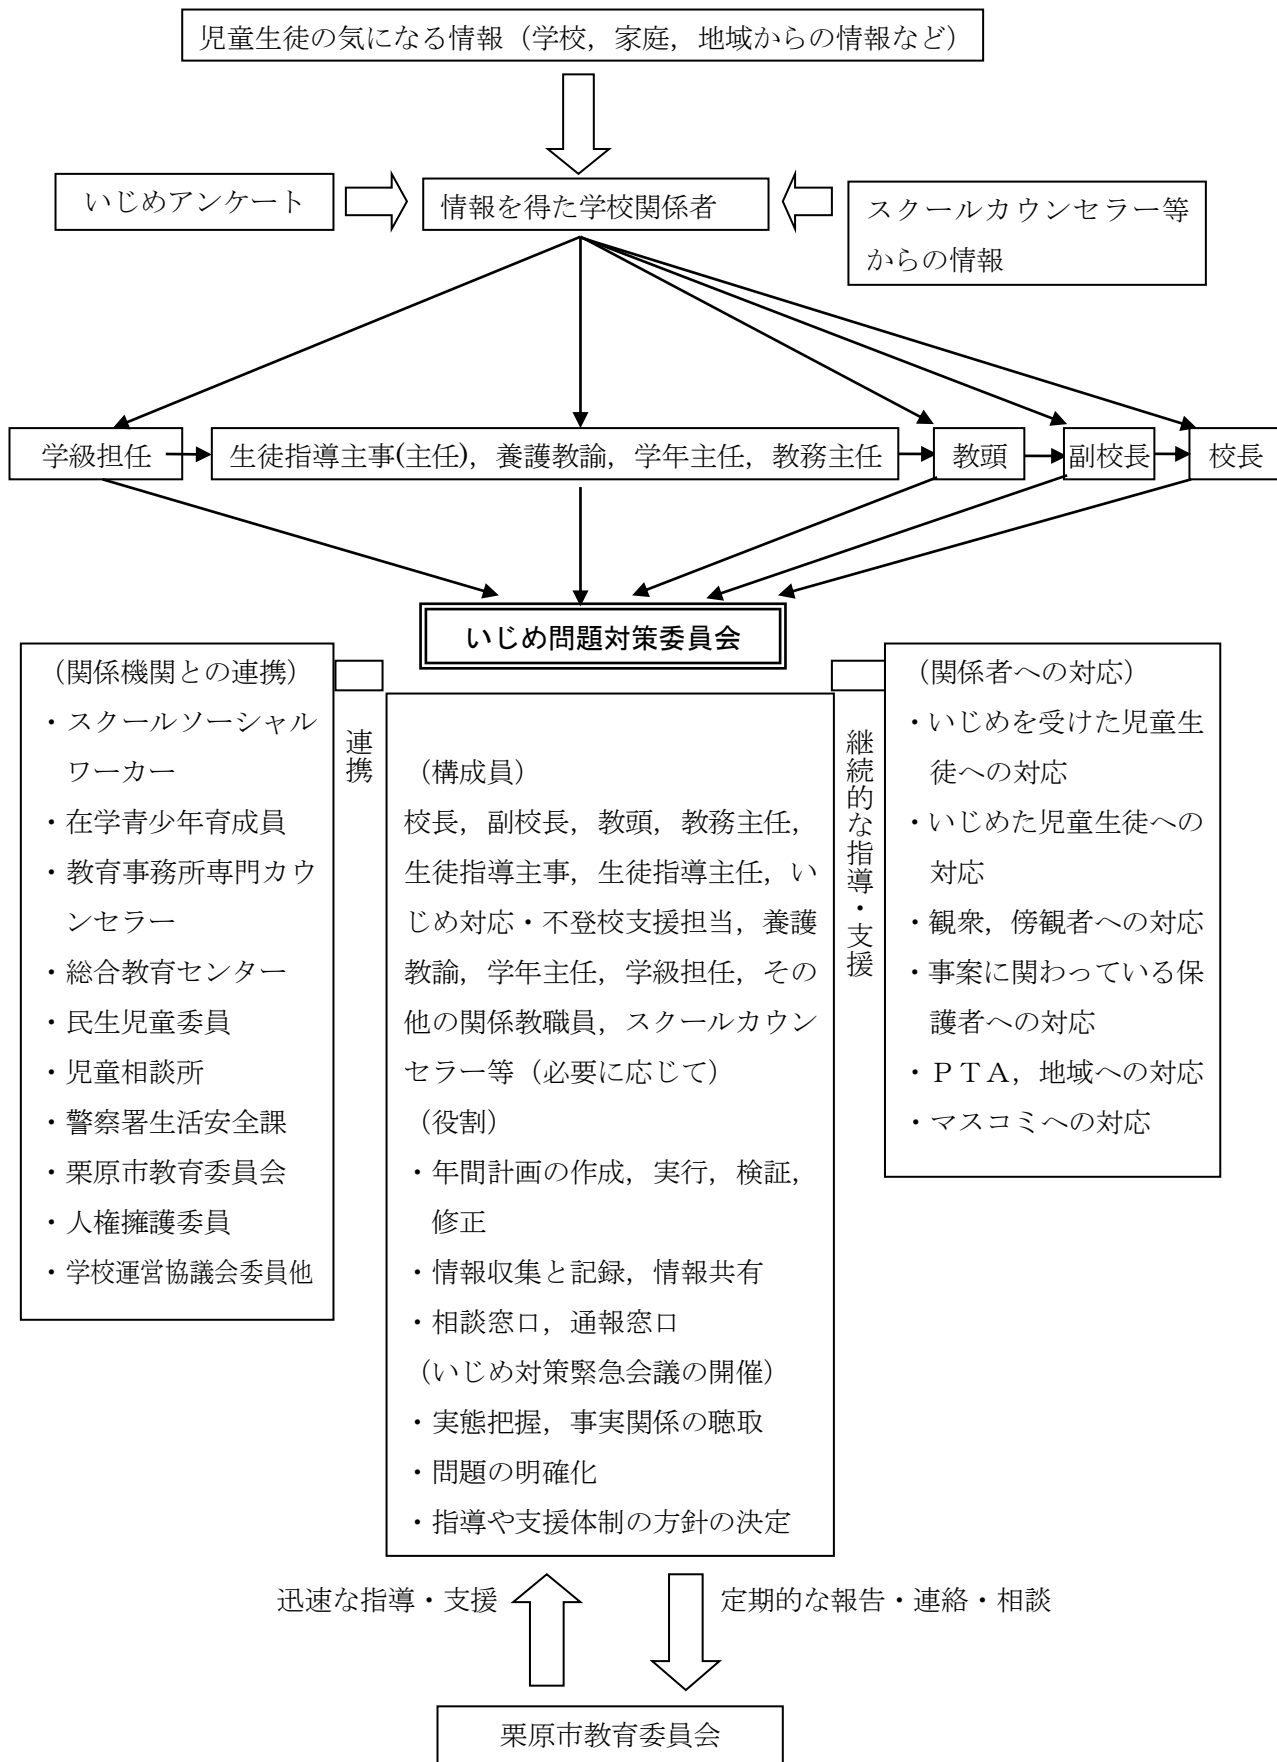 児童生徒の気になる情報（学校，家庭，地域からの情報など）
いじめアンケート
情報を得た学校関係者
スクールカウンセラー等
からの情報
学級担任
生徒指導主事(主任)，養護教諭，学年主任，教務主任
教頭
副校長
校長
いじめ問題対策委員会
（関係機関との連携）
・スクールソーシャル
ワーカー
・在学青少年育成員
・教育事務所専門カウ
ンセラー
・総合教育センター
・民生児童委員
・児童相談所
・警察署生活安全課
・栗原市教育委員会
・人権擁護委員
・学校運営協議会委員他
連携
（構成員）
校長，副校長，教頭，教務主任，
生徒指導主事，生徒指導主任，い
じめ対応・不登校支援担当，養護
教諭，学年主任，学級担任，その
他の関係教職員，スクールカウン
セラー等（必要に応じて）
（役割）
・年間計画の作成，実行，検証，
修正
・情報収集と記録，情報共有
・相談窓口，通報窓口
（いじめ対策緊急会議の開催）
・実態把握，事実関係の聴取
・問題の明確化
・指導や支援体制の方針の決定
継続的な指導・支援
（関係者への対応）
・いじめを受けた児童生
徒への対応
・いじめた児童生徒への
対応
・観衆，傍観者への対応
・事案に関わっている保
護者への対応
・ＰＴＡ，地域への対応
・マスコミへの対応
迅速な指導・支援
定期的な報告・連絡・相談
栗原市教育委員会